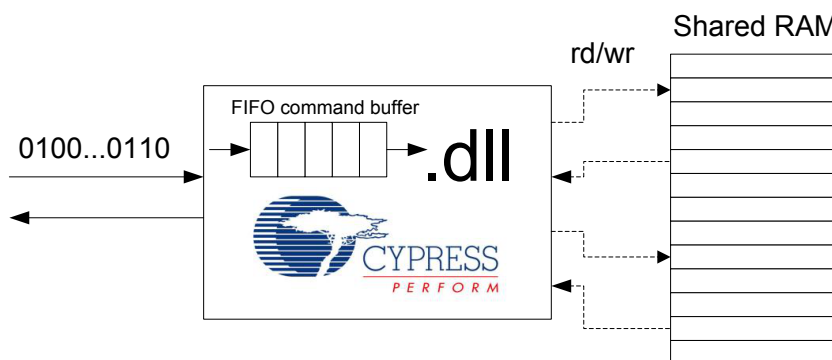 Shared RAM
rd/wr
FIFO command buffer
0100...0110
.dll
CYPRESS
PERFORM